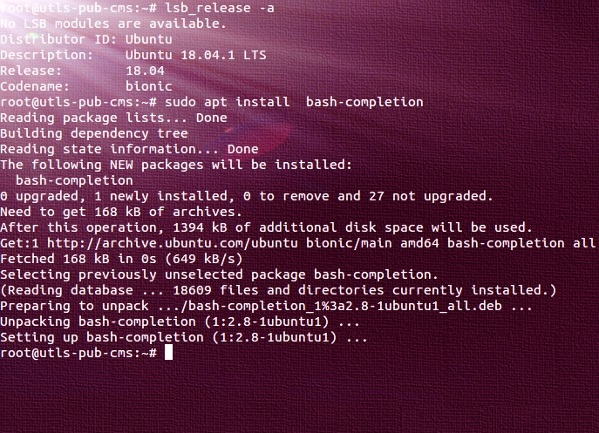 root@utls-pub-cms:~# lsb_release -a
No LSB modules are available.
Distributor ID: Ubuntu
Description:    Ubuntu 18.04.1 LTS
Release:        18.04
Codename:       bionic
root@utls-pub-cms:~# sudo apt install  bash-completion
Reading package lists... Done
Building dependency tree
Reading state information... Done
The following NEW packages will be installed:
  bash-completion
0 upgraded, 1 newly installed, 0 to remove and 27 not upgraded.
Need to get 168 kB of archives.
After this operation, 1394 kB of additional disk space will be used.
Get:1 http://archive.ubuntu.com/ubuntu bionic/main amd64 bash-completion all
Fetched 168 kB in 0s (649 kB/s)
Selecting previously unselected package bash-completion.
(Reading database ... 18609 files and directories currently installed.)
Preparing to unpack .../bash-completion_1%3a2.8-1ubuntu1_all.deb ...
Unpacking bash-completion (1:2.8-1ubuntu1) ...
Setting up bash-completion (1:2.8-1ubuntu1) ...
root@utls-pub-cms:~#